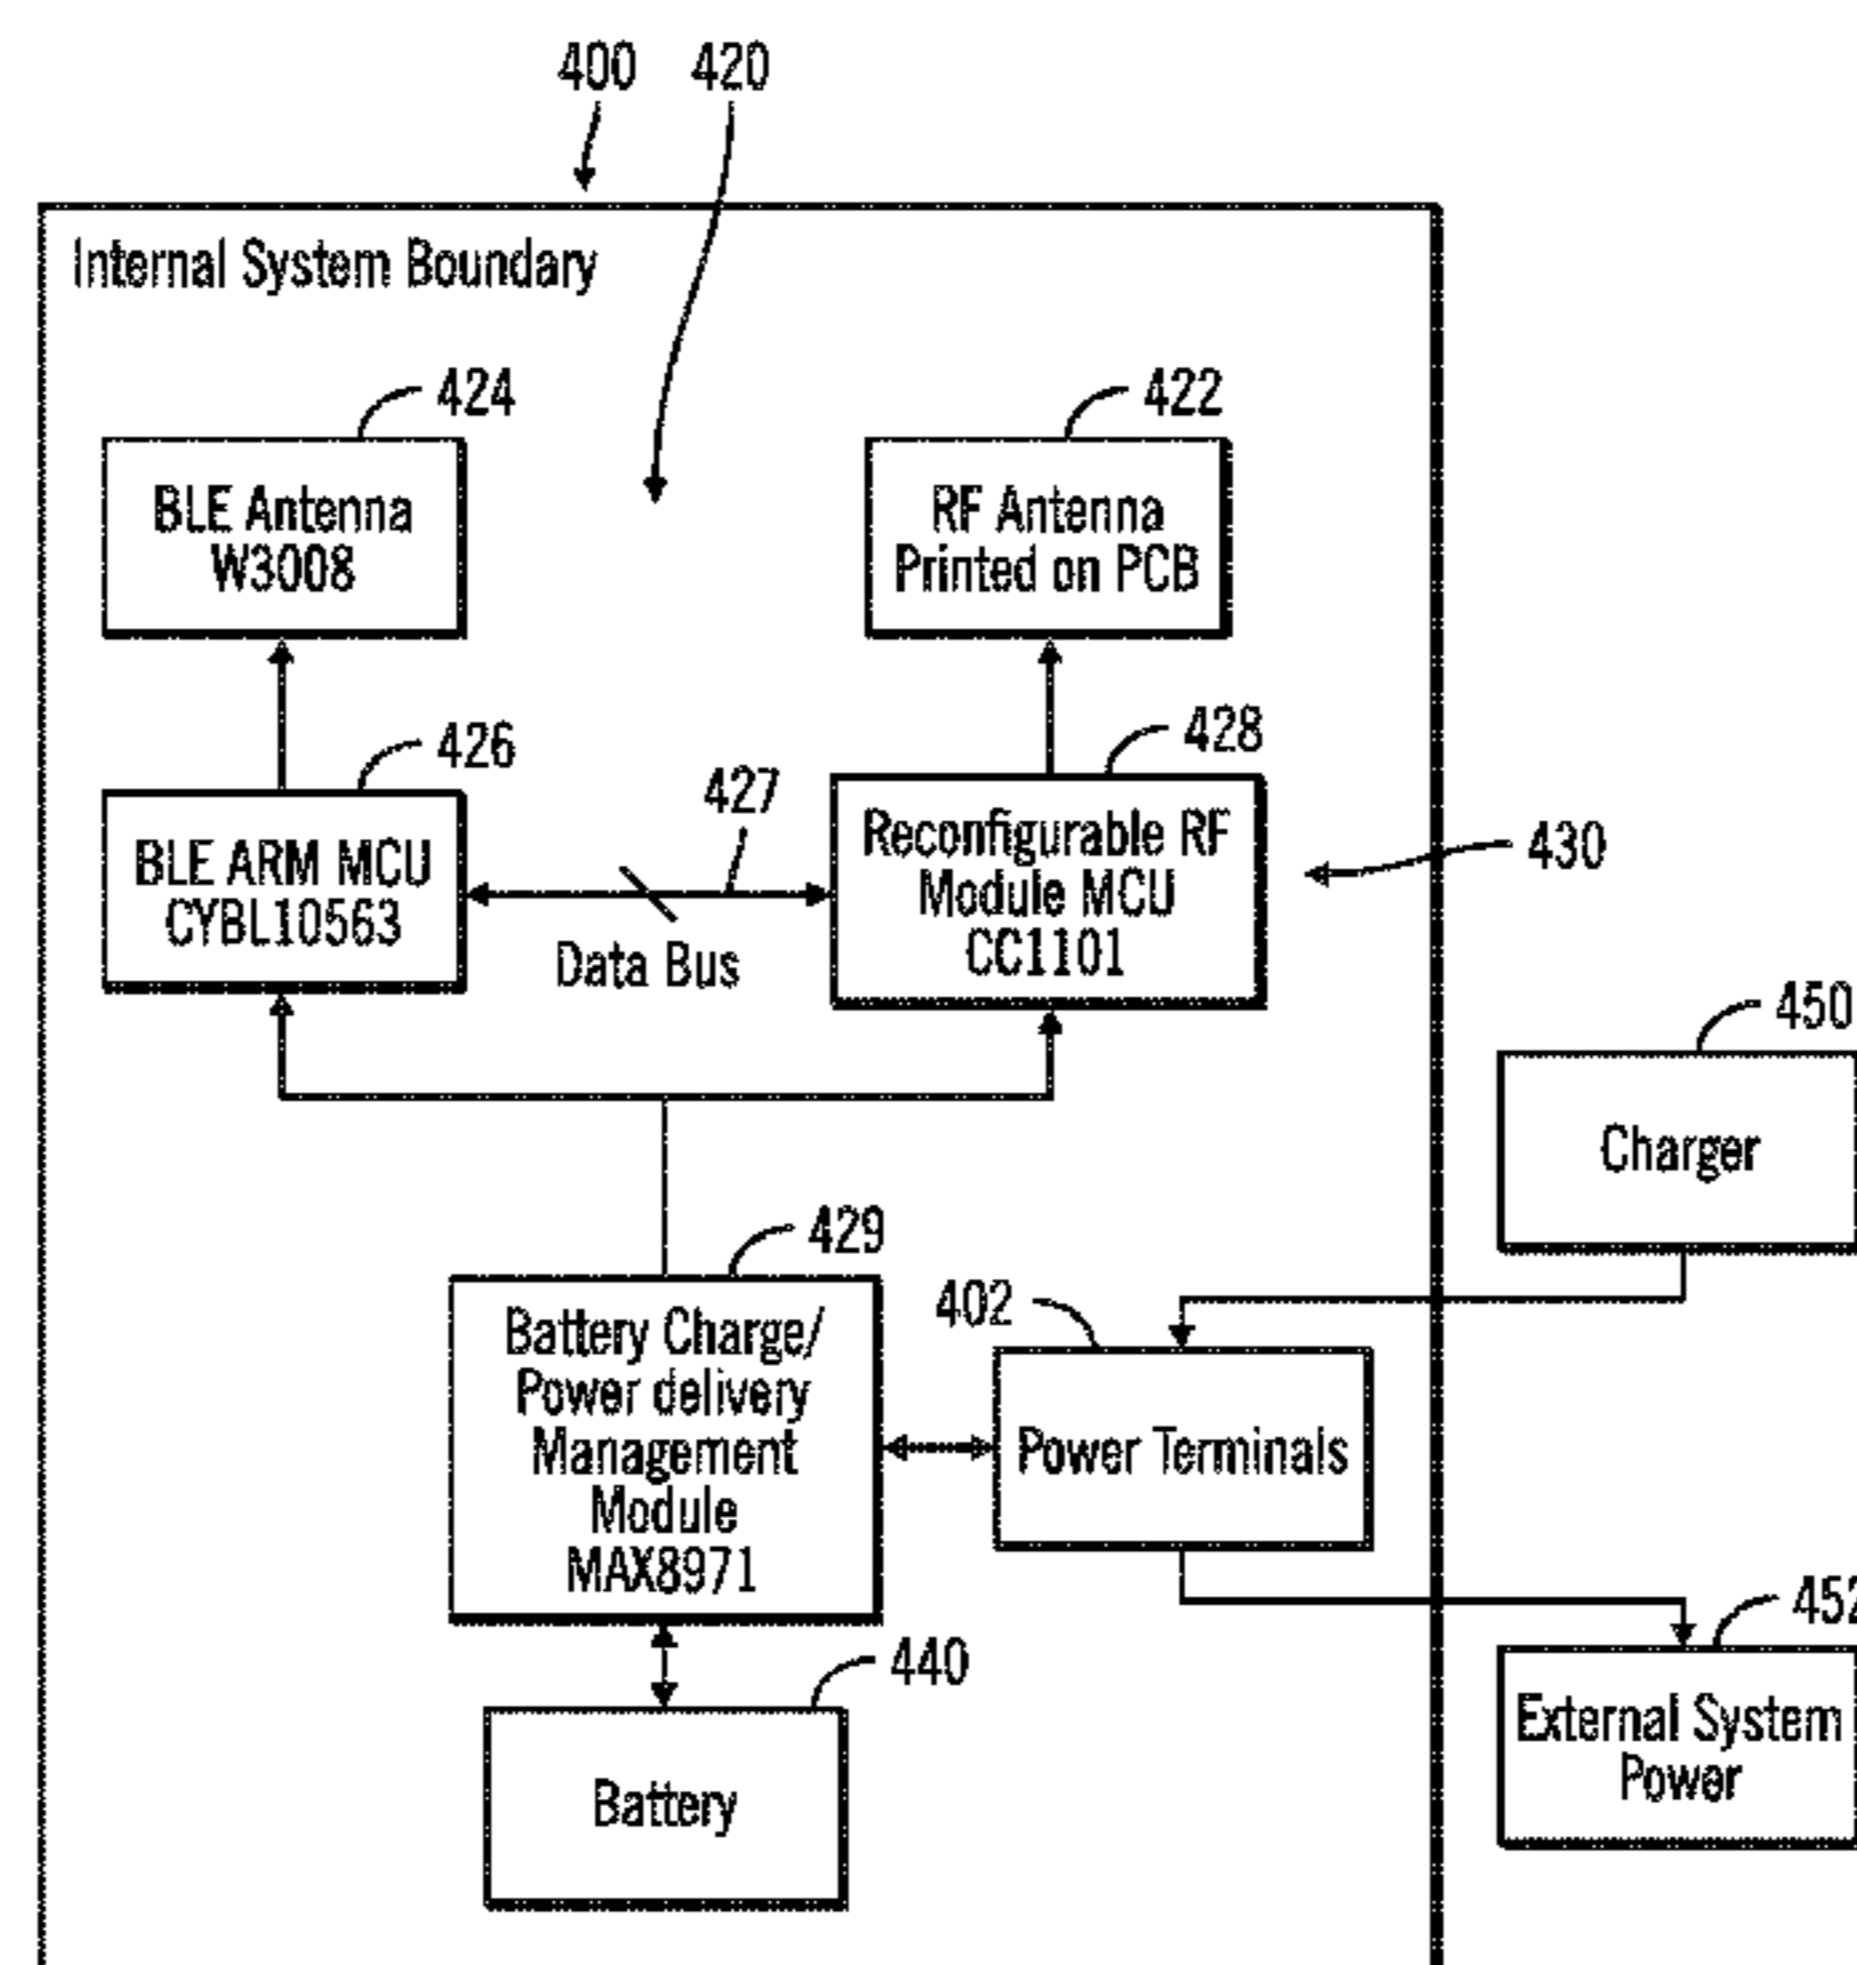 400 420
Internal System Boundary
424
422
BLE Antenna
W3008
RF Antenna
Printed on PCB
426
428
427
BLE ARM MCU
CYBL10563
Reconfigurable RF
Module MCU
CC1101
430
Data Bus
450
Charger
429
402
Battery Charge/
Power delivery
Management
Module
MAX8971
Power Terminals
452
440
External System
Power
Battery